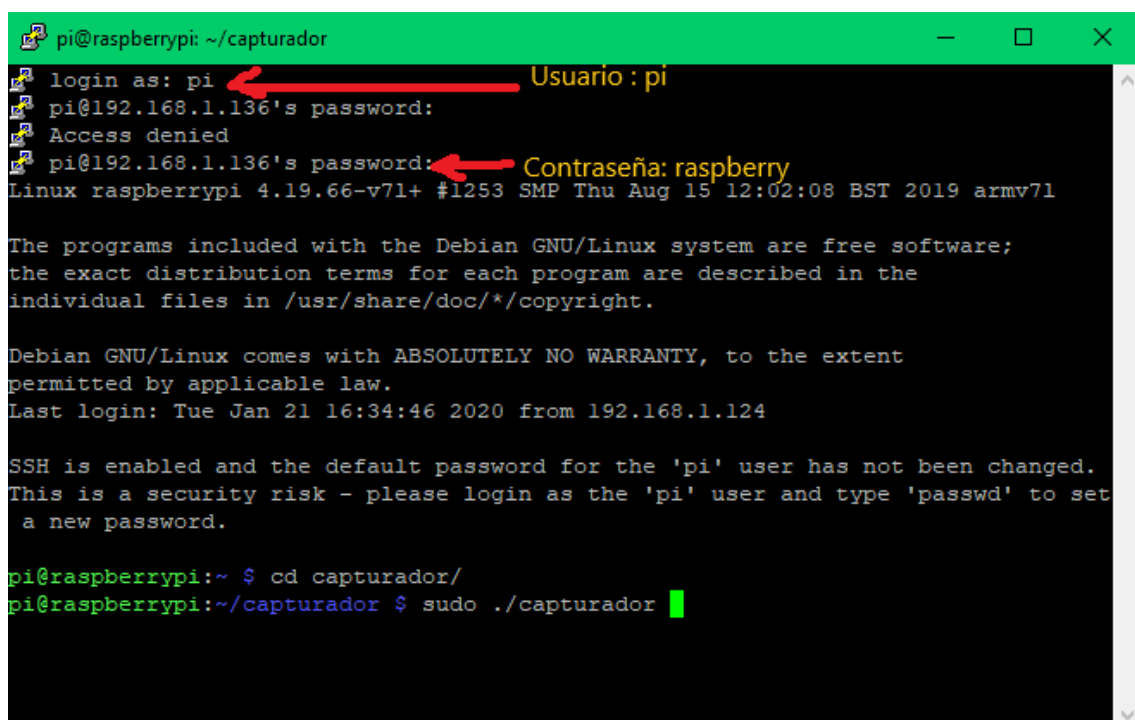 pi@raspberrypi: ~/capturador
login as: pi
Usuario : pi
pi@192.168.1.136's password:
Access denied
pi@192.168.1.136's password:
Contraseña: raspberry
Linux raspberrypi 4.19.66-v7l+ #1253 SMP Thu Aug 15 12:02:08 BST 2019 armv7l
The programs included with the Debian GNU/Linux system are free software;
the exact distribution terms for each program are described in the
individual files in /usr/share/doc/*/copyright.
Debian GNU/Linux comes with ABSOLUTELY NO WARRANTY, to the extent
permitted by applicable law.
Last login: Tue Jan 21 16:34:46 2020 from 192.168.1.124
SSH is enabled and the default password for the 'pi' user has not been changed.
This is a security risk - please login as the 'pi' user and type 'passwd' to set
a new password.
pi@raspberrypi:~ $ cd capturador/
pi@raspberrypi:~/capturador $ sudo ./capturador